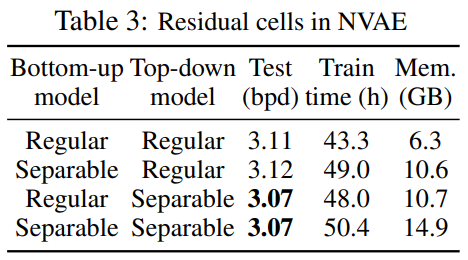 Table 3: Residual cells in NVAE
Bottom-up Top-down Test Train Mem.
model model (bpd) time (h) (GB)
Regular Regular 3.11 43.3 6.3
Separable Regular 3.12 49.0 10.6
Regular Separable 3.07 48.0 10.7
Separable Separable 3.07 50.4 14.9